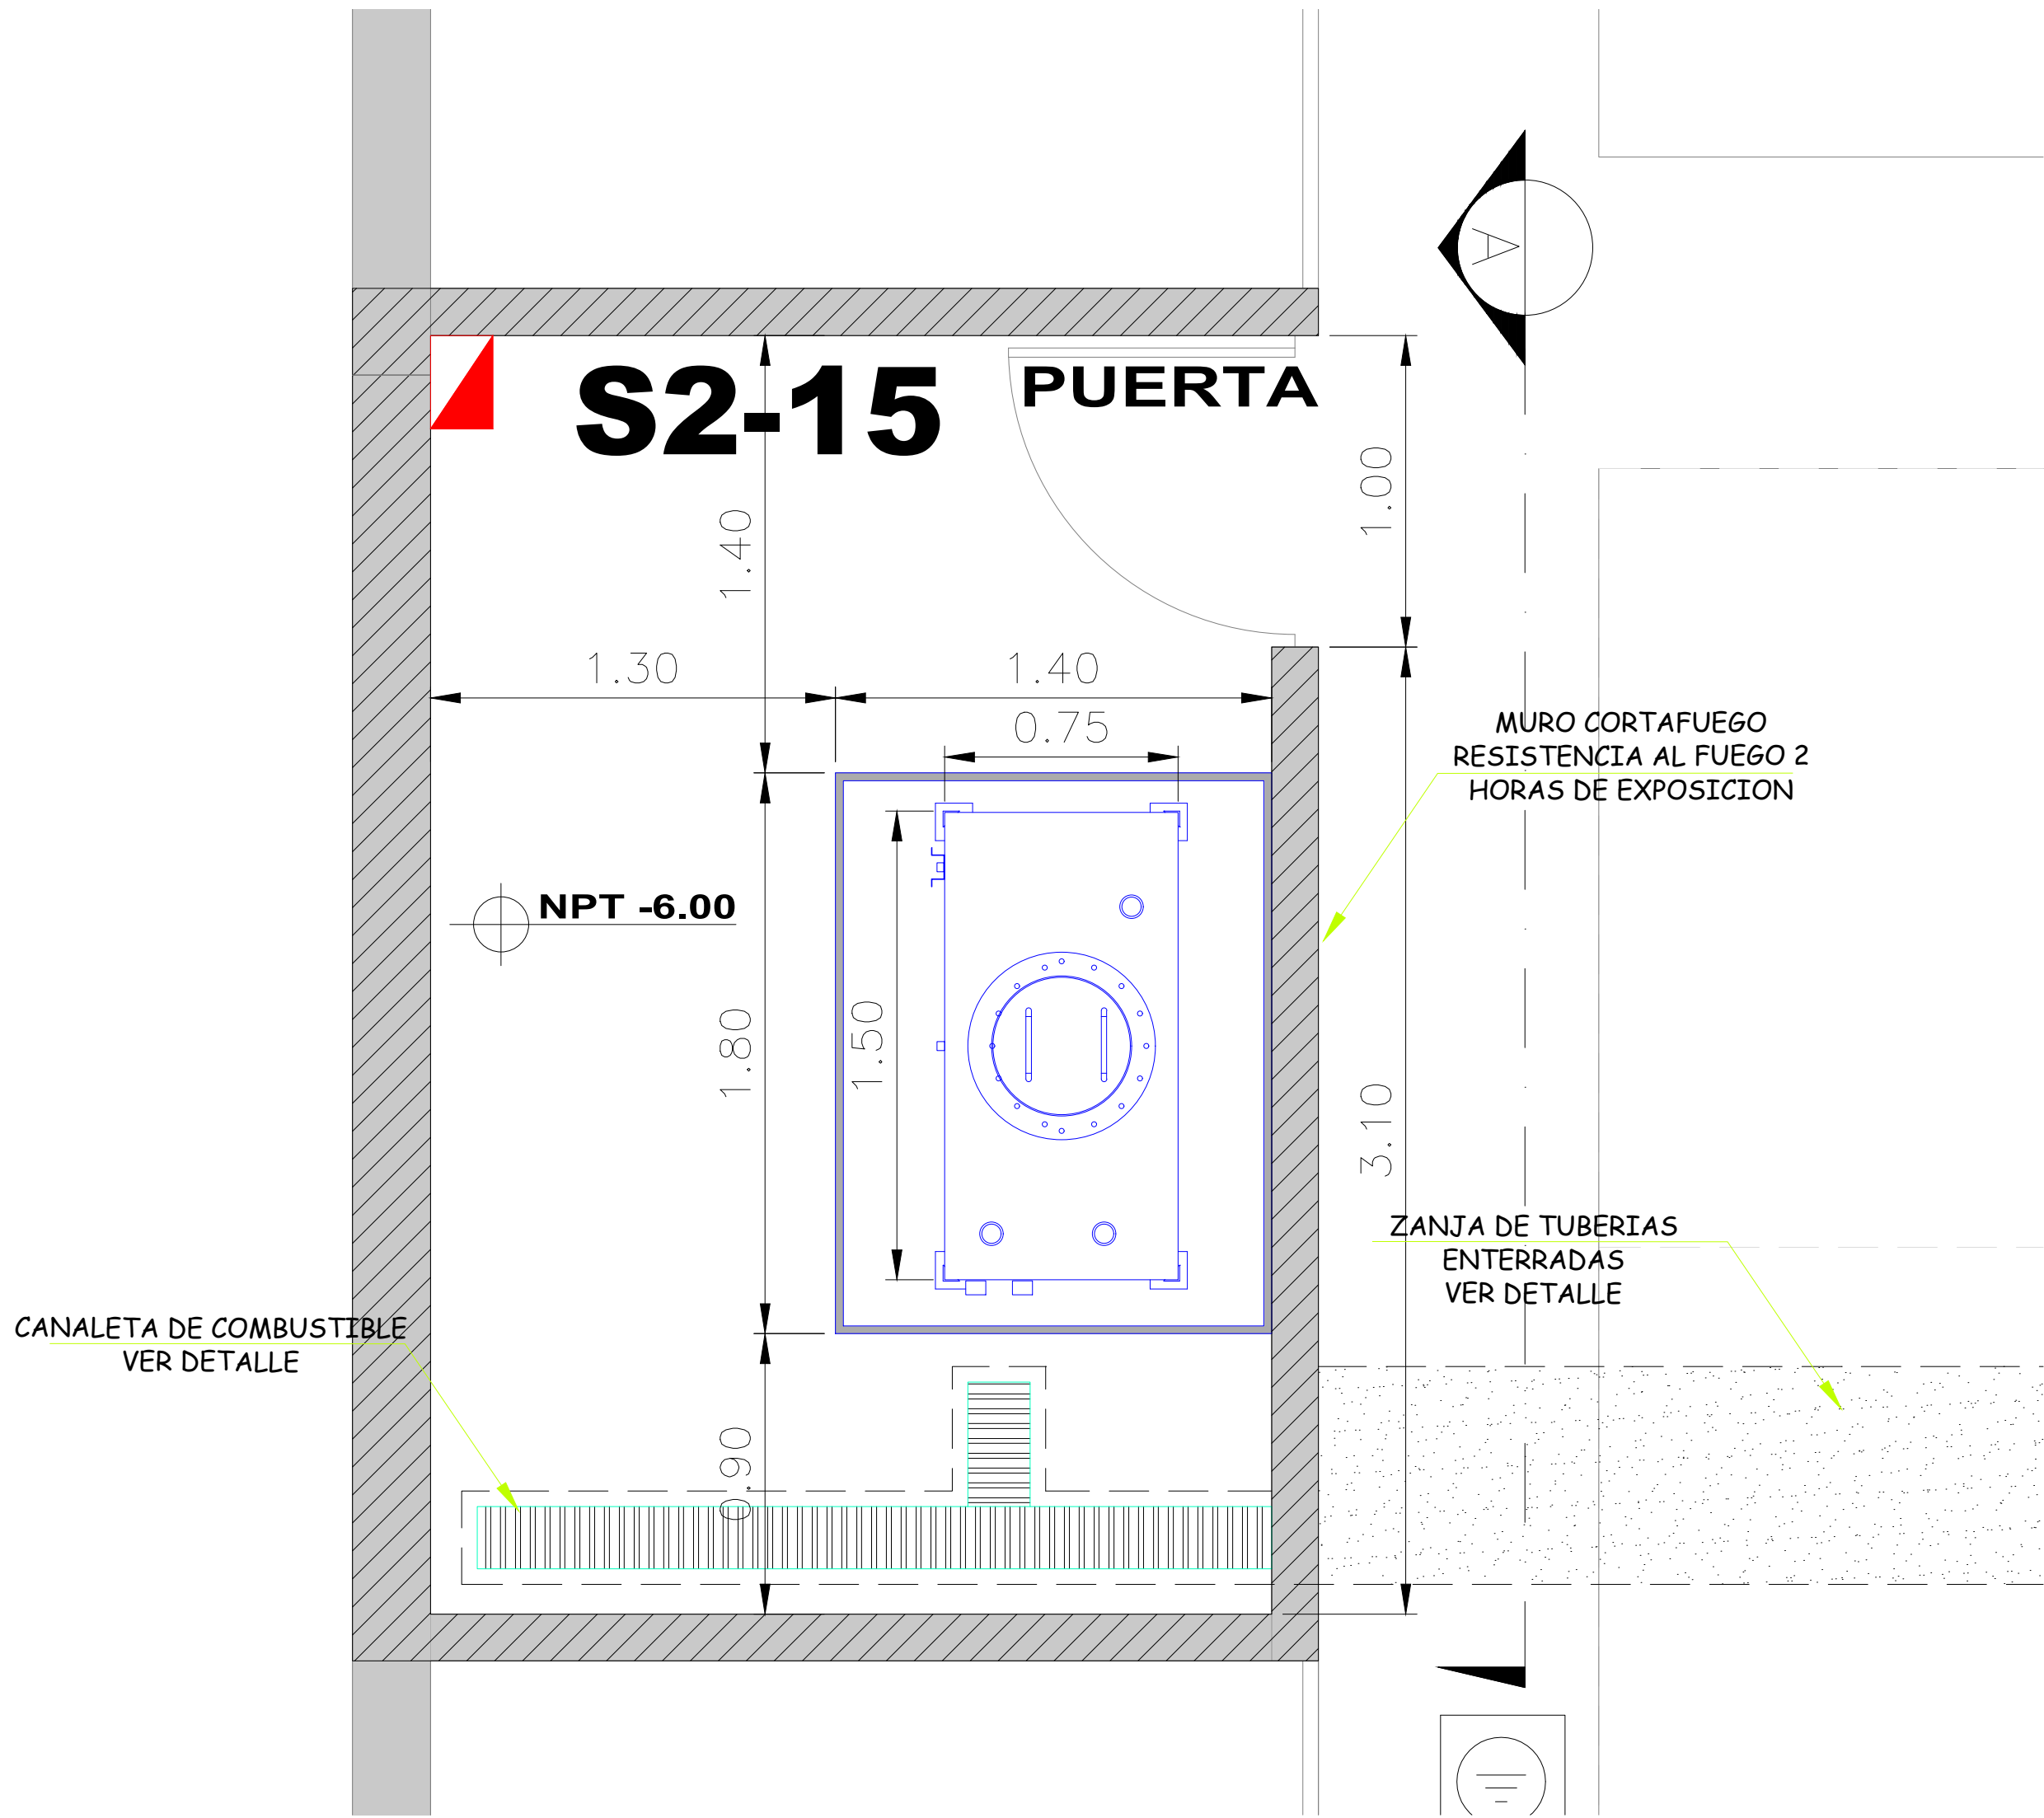 A
S2-15
PUERTA
1.00
1.40
1.30
1.40
0.75
MURO CORTAFUEGO
RESISTENCIA AL FUEGO 2
HORAS DE EXPOSICION
NPT -6.00
1.80
1.50
3.10
ZANJA DE TUBERIAS
ENTERRADAS
VER DETALLE
CANALETA DE COMBUSTIBLE
VER DETALLE
0.90